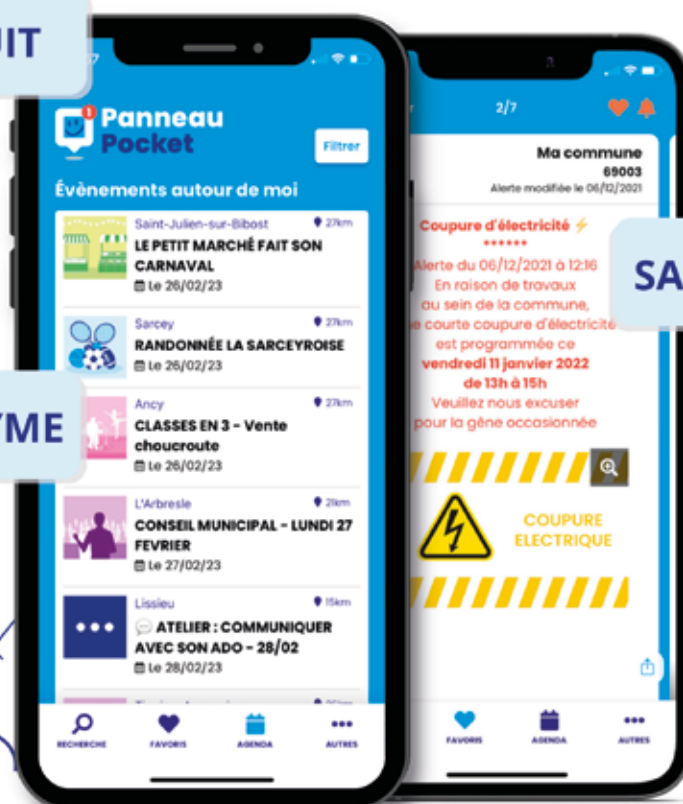 UIT
Panneau
Pocket
Filtrer
Évènements autour de moi
Saint-Julien-sur-Bibost 27km
LE PETIT MARCHÉ FAIT SON
CARNAVAL
Le 26/02/23
Sarcey 27km
RANDONNÉE LA SARCEYROISE
Le 26/02/23
Ancy 27km
CLASSES EN 3 - Vente
choucroute
Le 26/02/23
L'Arbresle 21km
CONSEIL MUNICIPAL - LUNDI 27
FEVRIER
Le 27/02/23
Lissieu 15km
ATELIER : COMMUNIQUER
AVEC SON ADO - 28/02
Le 28/02/23
RECHERCHE FAVORIS AGENDA AUTRES
YME
2/7
Ma commune
69003
Alerte modifiée le 06/12/2021
Coupure d'électricité ⚡
******
Alerte du 06/12/2021 à 12:16
En raison de travaux
au sein de la commune,
e courte coupure d'électricité
est programmée ce
vendredi 11 janvier 2022
de 13h à 15h
Veuillez nous excuser
pour la gêne occasionnée
COUPURE
ELECTRIQUE
FAVORIS AGENDA AUTRES
SA